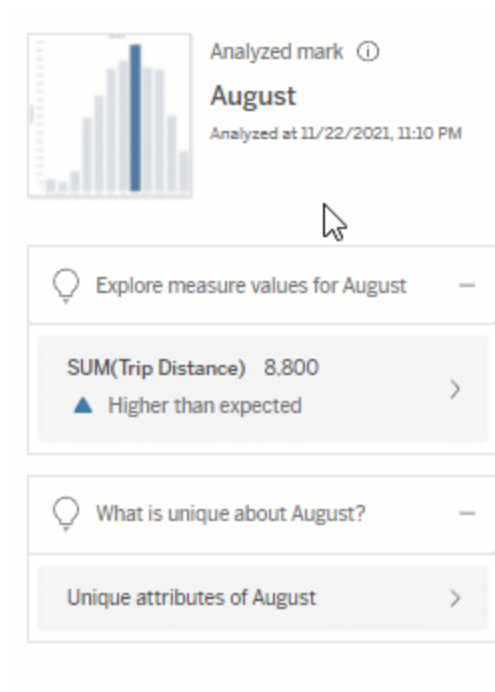 Analyzed mark
August
Analyzed at 11/22/2021, 11:10 PM
Explore measure values for August
SUM(Trip Distance) 8,800
Higher than expected
What is unique about August?
Unique attributes of August